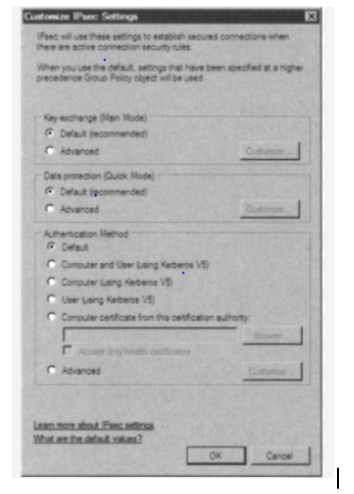 Customize IPsec Settings
IPsec will use these settings to establish secured connections when
there are active connection security rules.
When you use the default, settings that have been specified at a higher
precedence Group Policy object will be used.
Key exchange (Main Mode)
Default (recommended)
Advanced
Customize...
Data protection (Quick Mode)
Default (recommended)
Advanced
Customize...
Authentication Method
Default
Computer and User (using Kerberos V5)
Computer (using Kerberos V5)
User (using Kerberos V5)
Computer certificate from this certification authority:
Browse...
Accept only health certificates
Advanced
Customize...
Learn more about IPsec settings
What are the default values?
OK
Cancel